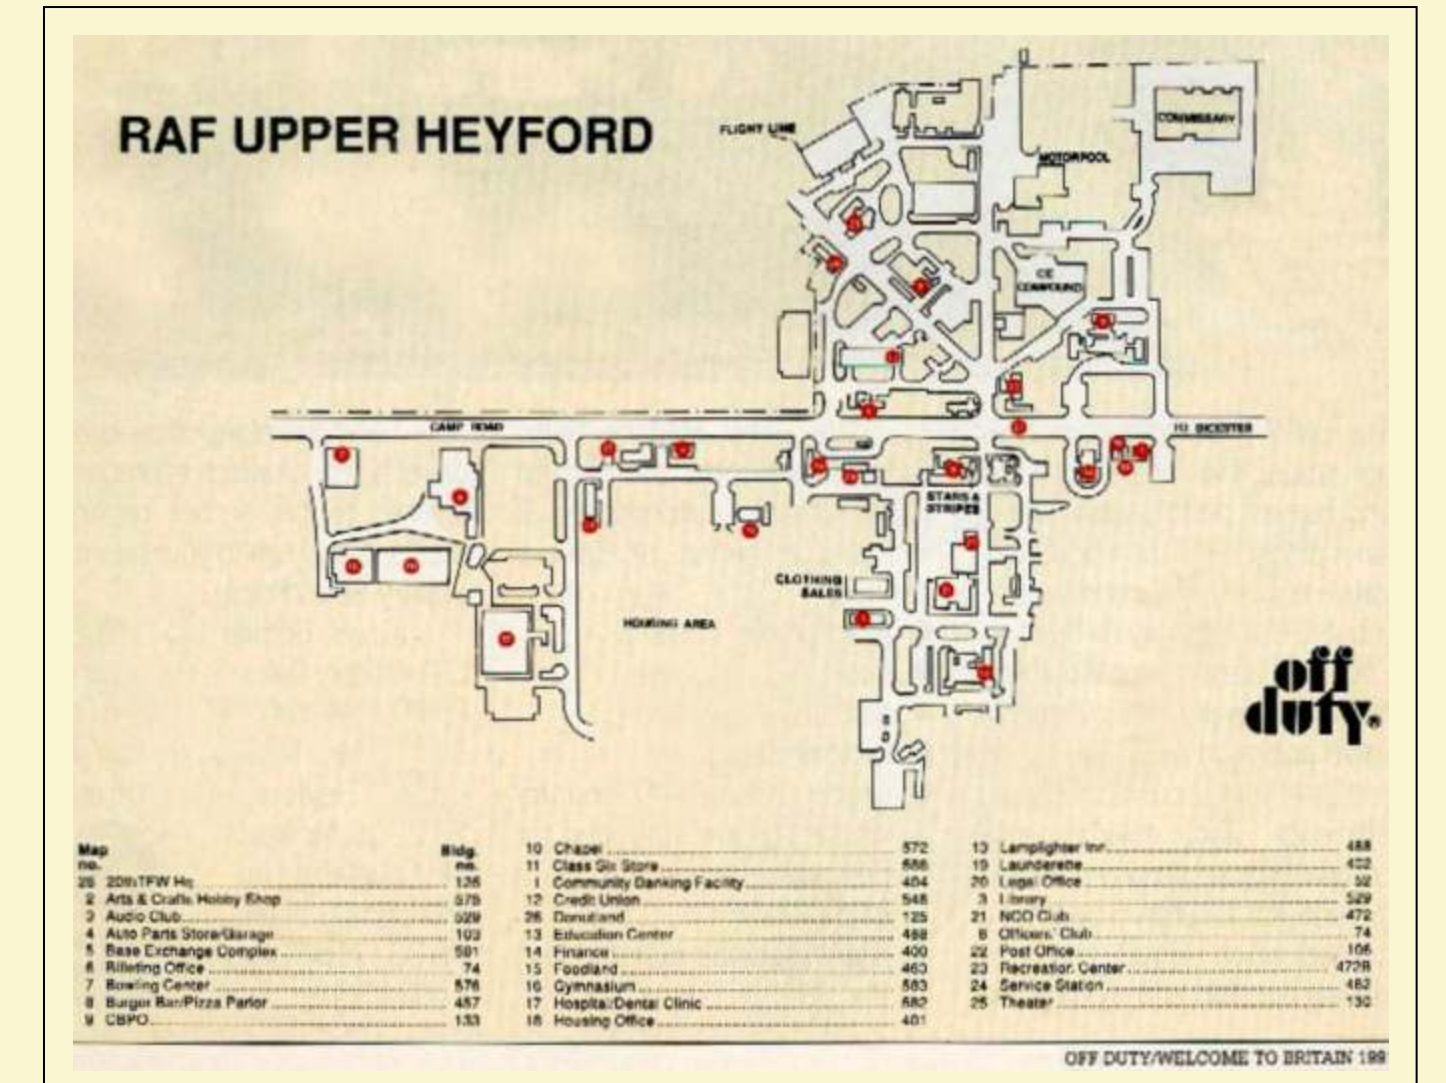 RAF UPPER HEYFORD
FLIGHT LINE
COMMISSARY
MOTORPOOL
CE
COMPOUND
CAMP ROAD
TO BICESTER
STARS &
STRIPES
CLOTHING
SALES
HOUSING AREA
off
duty®
Map
no.
Bldg.
no.
20th TFW Hq
2 Arts & Crafts Hobby Shop 575
3 Audio Club 529
4 Auto Parts Store/Garage 103
5 Base Exchange Complex 581
6 Billeting Office 74
7 Bowling Center 576
8 Burger Bar/Pizza Parlor 457
9 CBPO 133
10 Chapel 572
11 Class Six Store
1 Community Banking Facility 404
12 Credit Union 546
26 Donutland 125
13 Education Center 488
14 Finance 400
15 Foodland 463
16 Gymnasium 583
17 Hospital/Dental Clinic 582
18 Housing Office 401
Lamplighter Inn 488
19 Launderette 402
20 Legal Office 52
3 Library 529
21 NCO Club 472
6 Officers' Club 74
22 Post Office 106
23 Recreation Center 472B
24 Service Station 482
25 Theater 130
OFF DUTY/WELCOME TO BRITAIN 199